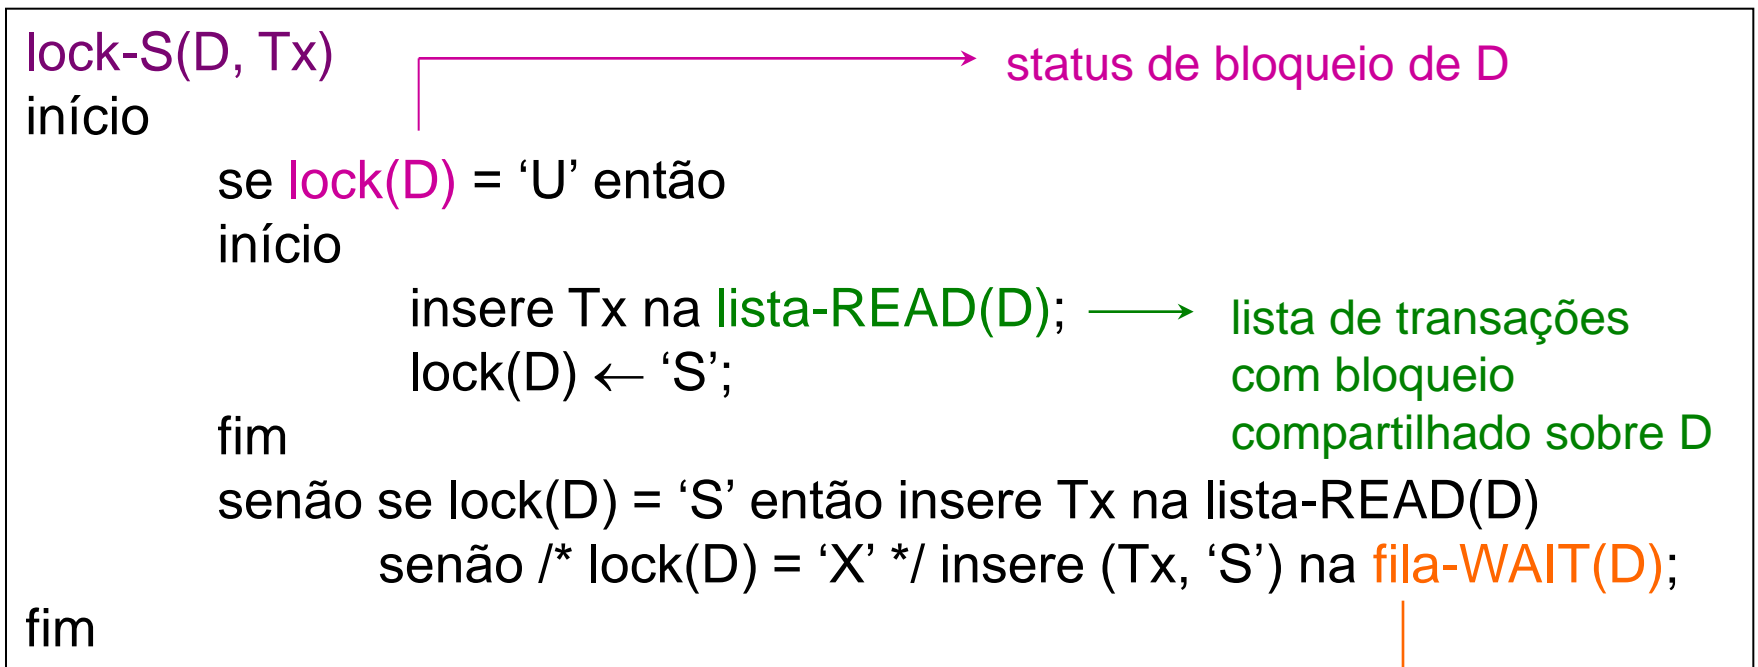 lock-S(D, Tx)
status de bloqueio de D
início
se lock(D) = ‘U’ então
início
insere Tx na lista-READ(D);
lista de transações
lock(D) ← ‘S’;
com bloqueio
fim
compartilhado sobre D
senão se lock(D) = ‘S’ então insere Tx na lista-READ(D)
senão /* lock(D) = ‘X’ */ insere (Tx, ‘S’) na fila-WAIT(D);
fim